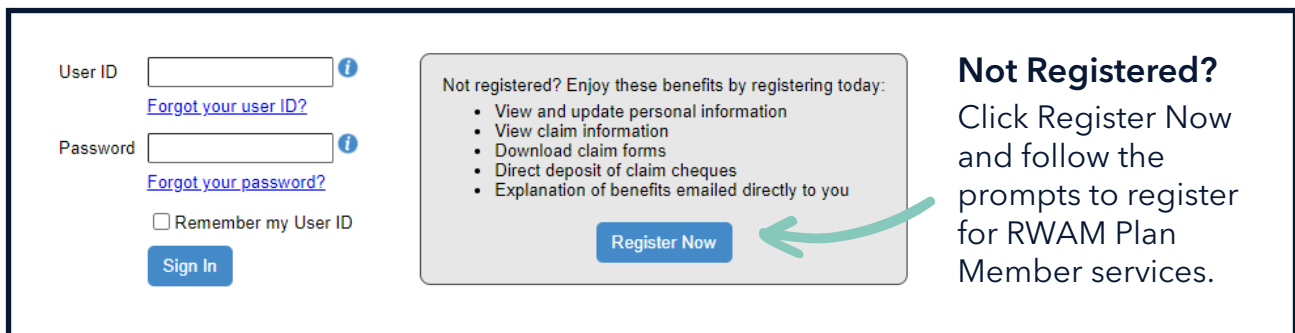 User ID
Forgot your user ID?
Password
Forgot your password?
Remember my User ID
Sign In
Not registered? Enjoy these benefits by registering today:
• View and update personal information
• View claim information
• Download claim forms
• Direct deposit of claim cheques
• Explanation of benefits emailed directly to you
Register Now
Not Registered?
Click Register Now
and follow the
prompts to register
for RWAM Plan
Member services.